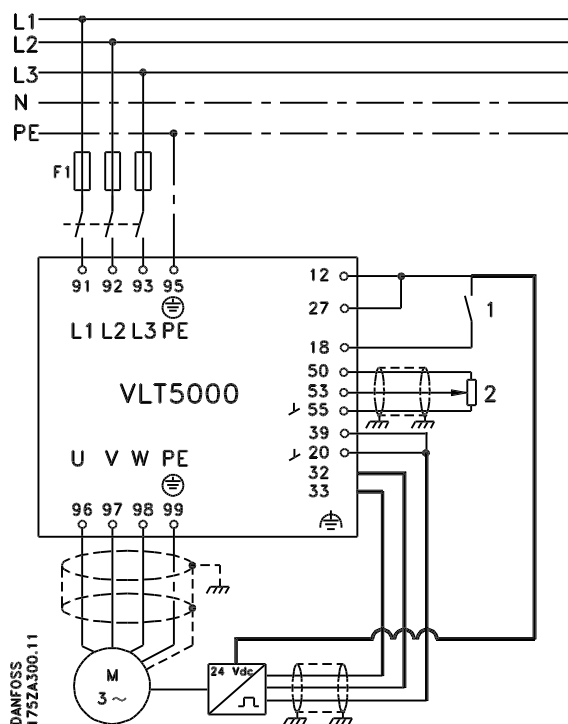 L1
L2
L3
N
PE
F1
91 92 93 95
L1 L2 L3 PE
VLT5000
U V W PE
96 97 98 99
12
27
18
50
53
55
39
20
32
33
1
2
M
3 ~
24 Vdc
DANFOSS
175ZA300.11